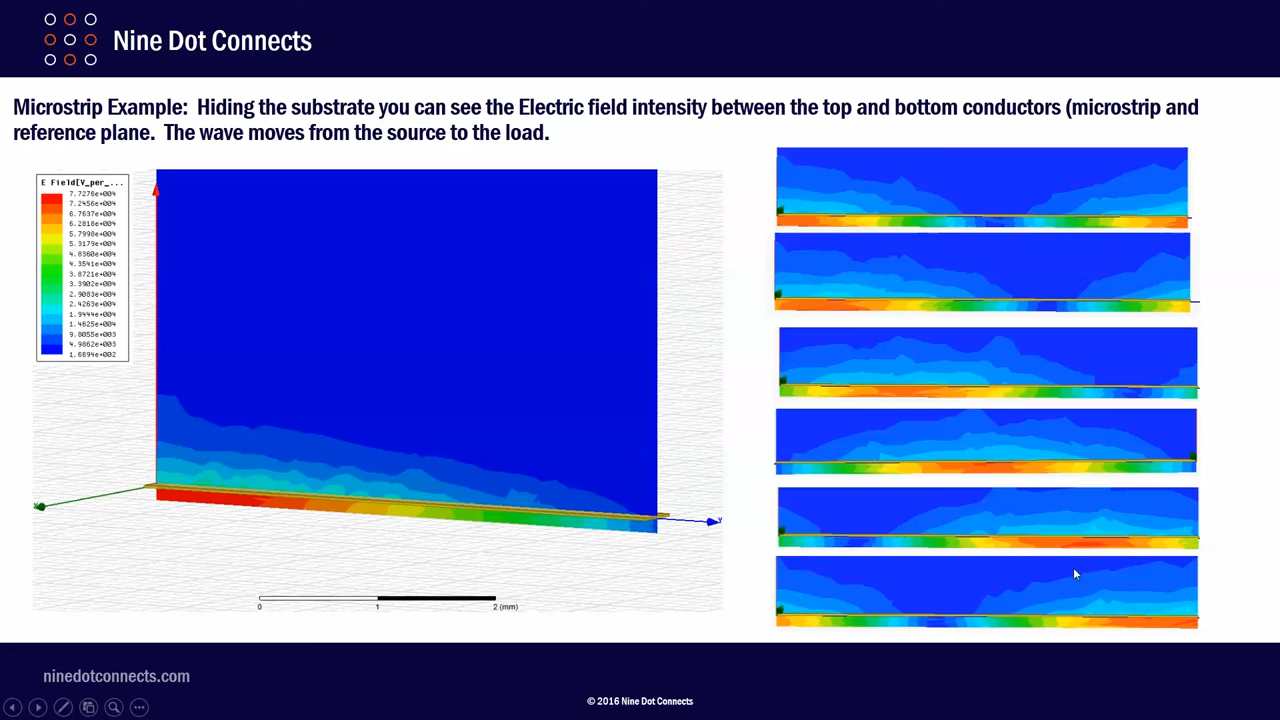 Nine Dot Connects
Microstrip Example:  Hiding the substrate you can see the Electric field intensity between the top and bottom conductors (microstrip and
reference plane.  The wave moves from the source to the load.
E Field[V_per_...
7.7276e+004
7.2456e+004
6.7637e+004
6.2818e+004
5.7998e+004
5.3179e+004
4.8360e+004
4.3541e+004
3.8721e+004
3.3902e+004
2.9083e+004
2.4263e+004
1.9444e+004
1.4625e+004
9.8055e+003
4.9862e+003
1.6694e+002
Y
0
1
2 (mm)
ninedotconnects.com
© 2016 Nine Dot Connects